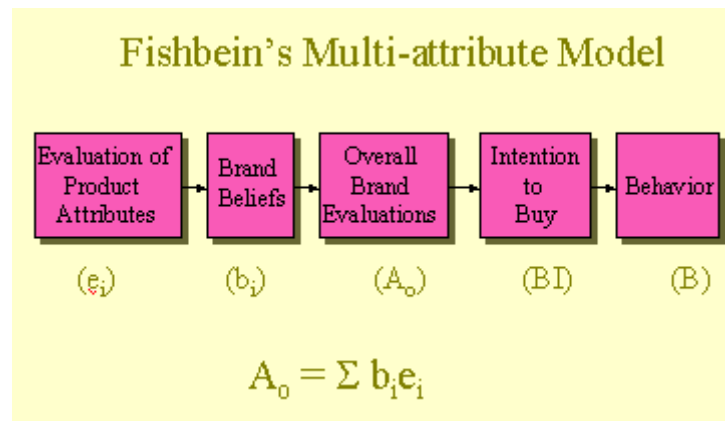 Fishbein's Multi-attribute Model
Evaluation of
Product
Attributes
Brand
Beliefs
Overall
Brand
Evaluations
Intention
to
Buy
Behavior
(eᵢ)
(bᵢ)
(Aₒ)
(BI)
(B)
Aₒ = Σ bᵢeᵢ